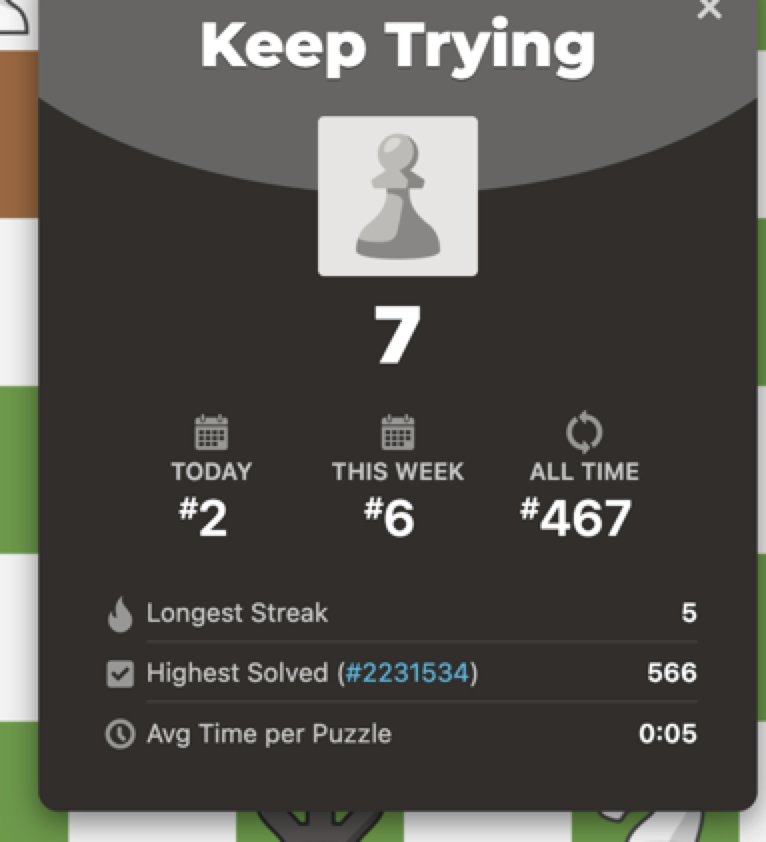 Keep Trying
7
TODAY THIS WEEK ALL TIME
#2 #6 #467
Longest Streak 5
Highest Solved (#2231534) 566
Avg Time per Puzzle 0:05